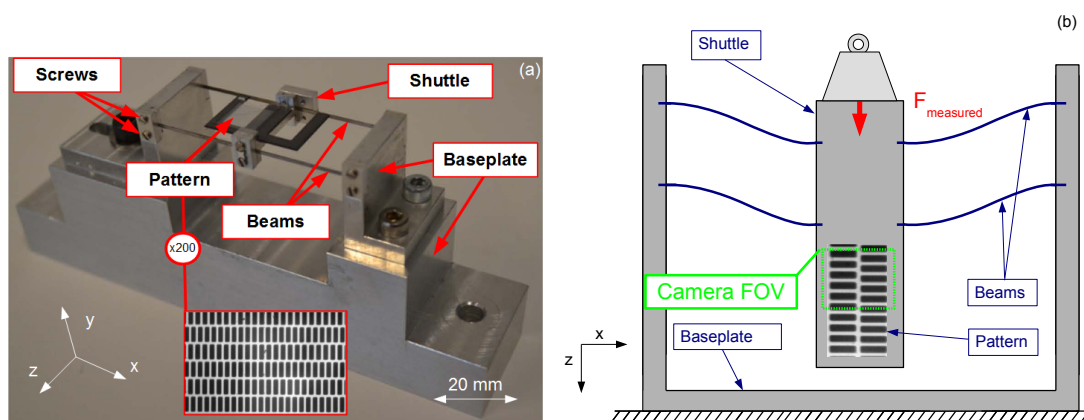 (a)
Screws
Shuttle
Baseplate
Pattern
Beams
x200
y
x
z
20 mm
(b)
Shuttle
F measured
Camera FOV
Beams
x
Baseplate
Pattern
z